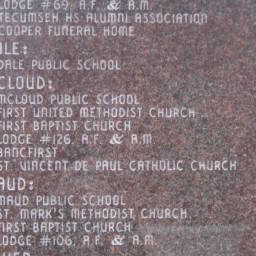 LODGE #69, A.F. & A.M.
TECUMSEH HS ALUMNI ASSOCIATION
COOPER FUNERAL HOME
DALE PUBLIC SCHOOL
CLOUD:
MCLOUD PUBLIC SCHOOL
FIRST UNITED METHODIST CHURCH
FIRST BAPTIST CHURCH
LODGE #126, A.F. & A.M.
BANCFIRST
ST. VINCENT DE PAUL CATHOLIC CHURCH
AUD:
MAUD PUBLIC SCHOOL
ST. MARK'S METHODIST CHURCH
FIRST BAPTIST CHURCH
LODGE #106, A.F. & A.M.